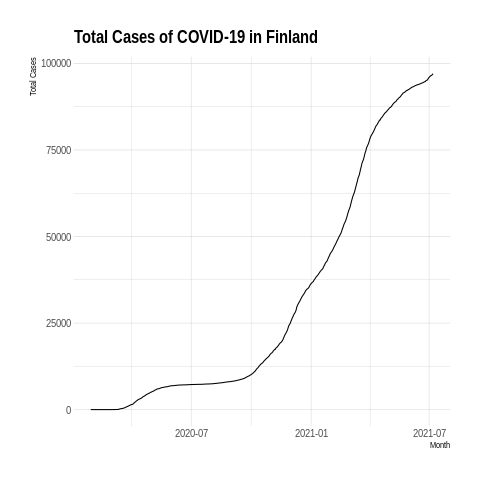 Total Cases of COVID-19 in Finland
Total Cases
100000
75000
50000
25000
0
2020-07
2021-01
2021-07
Month